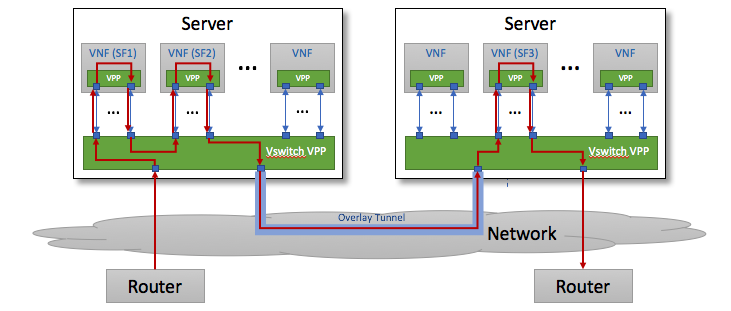 Server
VNF (SF1)
VNF (SF2)
...
VNF
VPP
VPP
VPP
...
...
...
Vswitch VPP
Server
VNF
VNF (SF3)
...
VNF
VPP
VPP
VPP
...
...
...
Vswitch VPP
Overlay Tunnel
Network
Router
Router